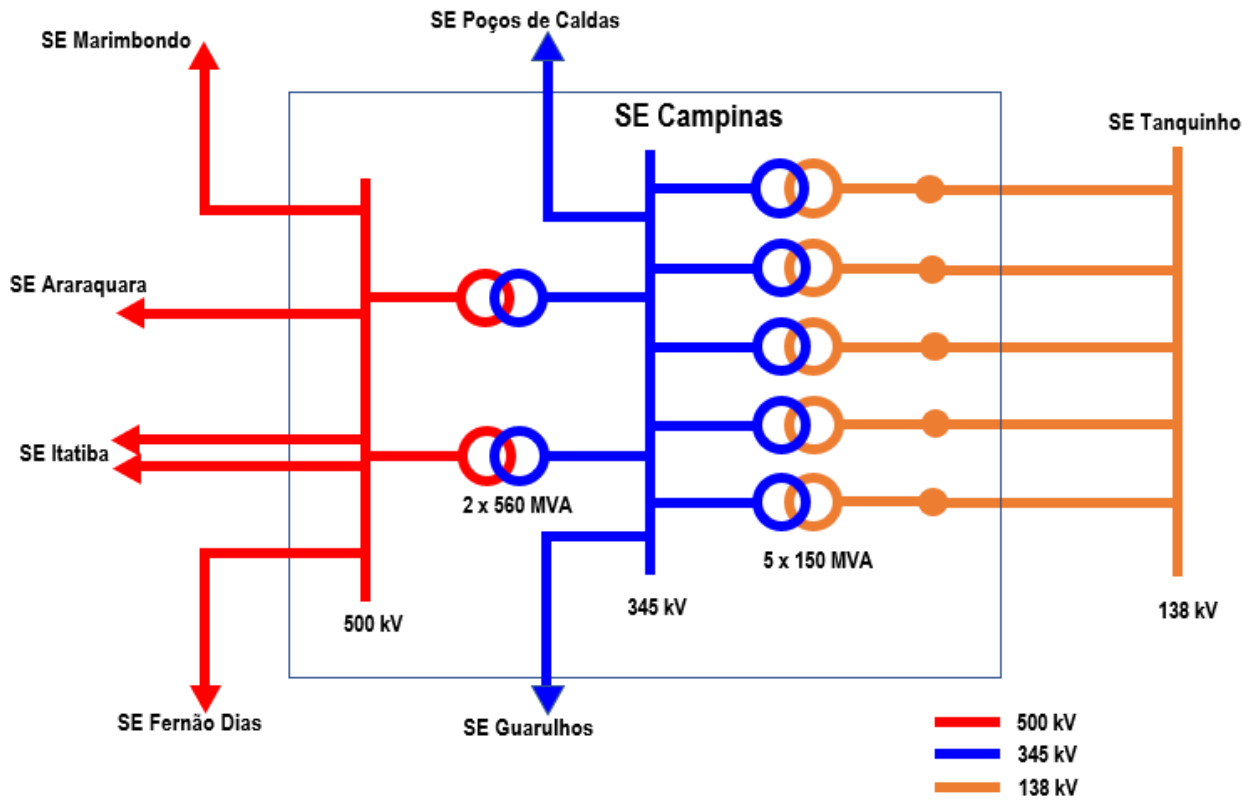 SE Poços de Caldas
SE Marimbondo
SE Campinas
SE Tanquinho
SE Araraquara
SE Itatiba
2 x 560 MVA
5 x 150 MVA
500 kV
345 kV
138 kV
SE Fernão Dias
SE Guarulhos
500 kV
345 kV
138 kV